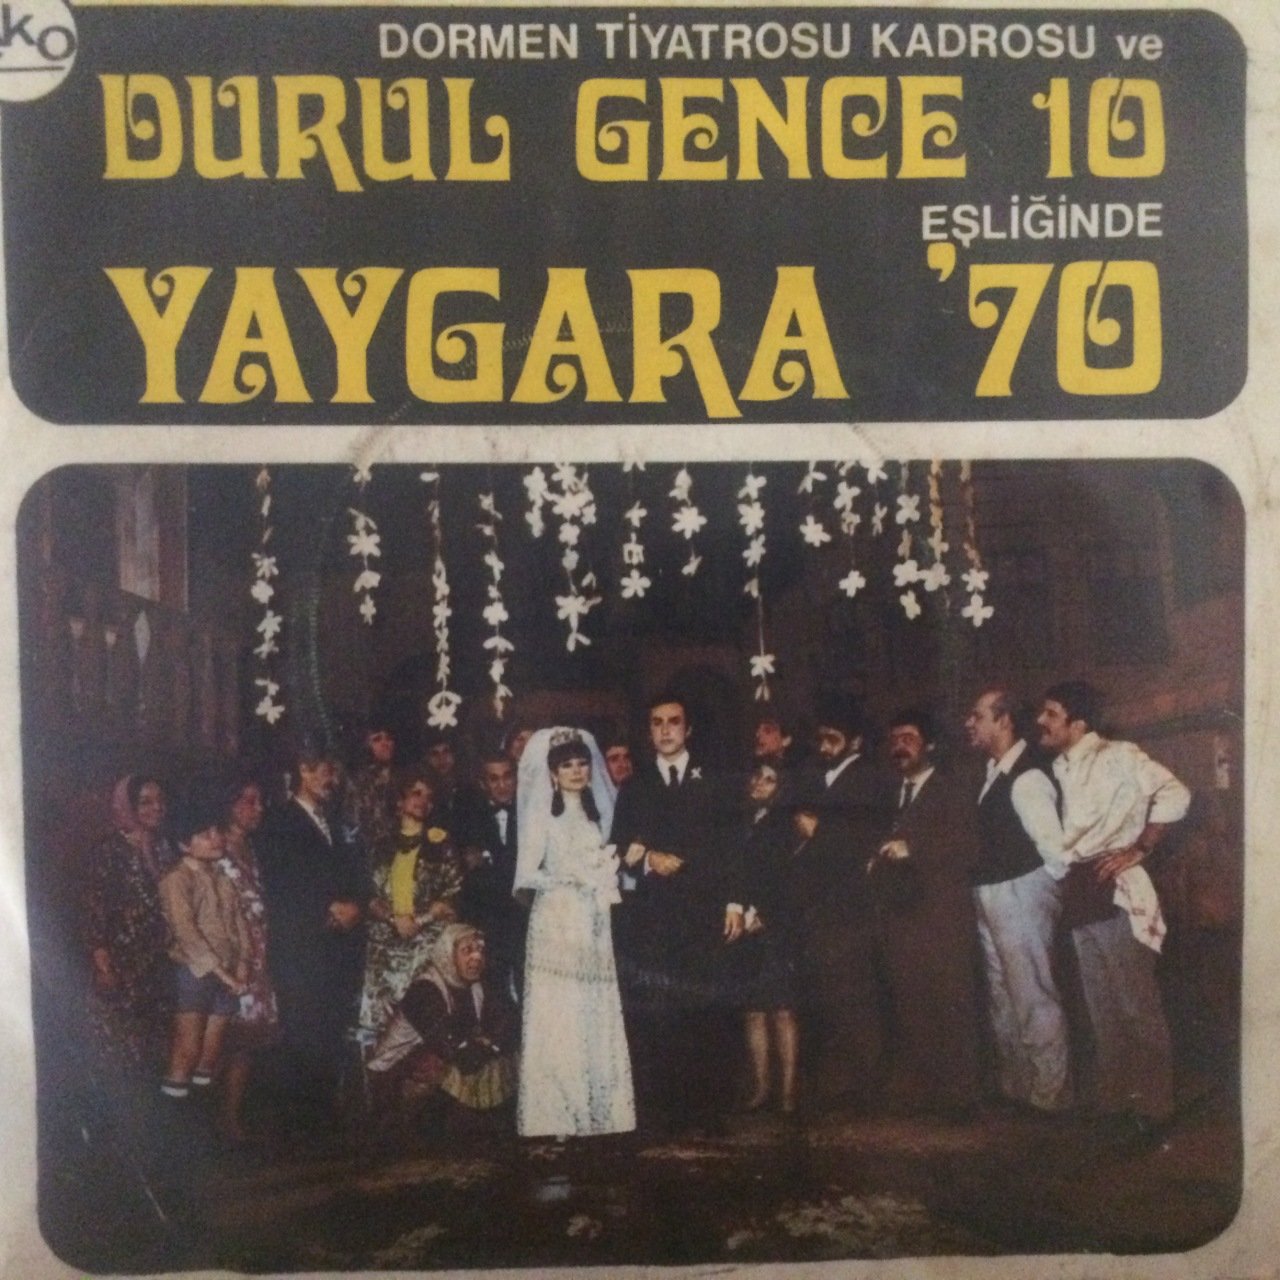 DORMEN TİYATROSU KADROSU ve
DURUL GENCE 10
EŞLİĞİNDE
YAYGARA '70